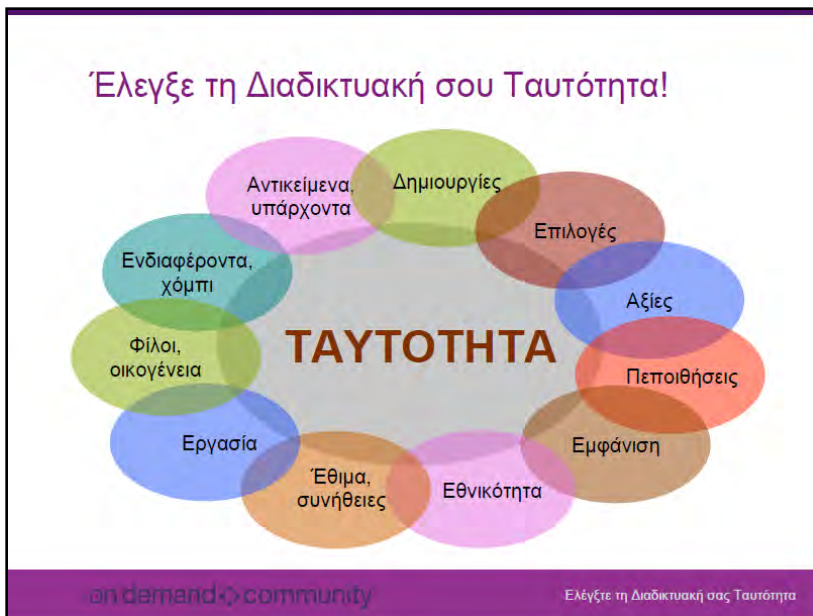 Έλεγξε τη Διαδικτυακή σου Ταυτότητα!
Αντικείμενα,
υπάρχοντα
Δημιουργίες
Επιλογές
Αξίες
Πεποιθήσεις
Εμφάνιση
Εθνικότητα
Έθιμα,
συνήθειες
Εργασία
Φίλοι,
οικογένεια
Ενδιαφέροντα,
χόμπι
ΤΑΥΤΟΤΗΤΑ
on demand community
Ελέγξτε τη Διαδικτυακή σας Ταυτότητα